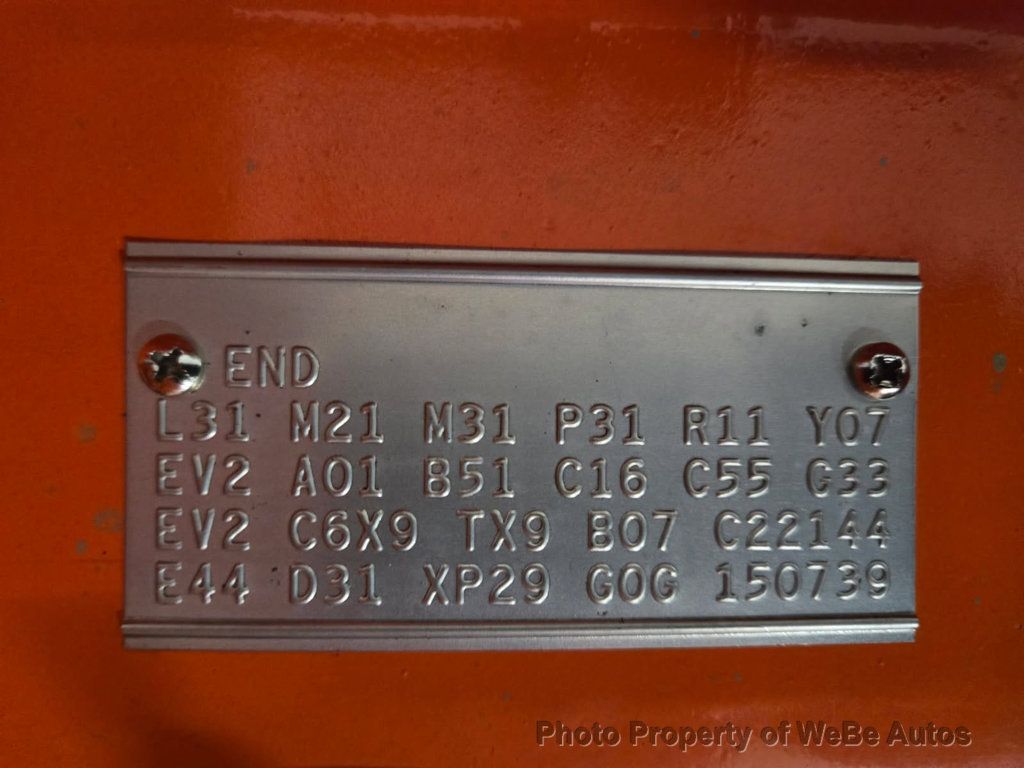 END
L31 M21 M31 P31 R11 Y07
EV2 A01 B51 C16 C55 G33
EV2 C6X9 TX9 B07 C22144
E44 D31 XP29 G0G 150739
Photo Property of WeBe Autos